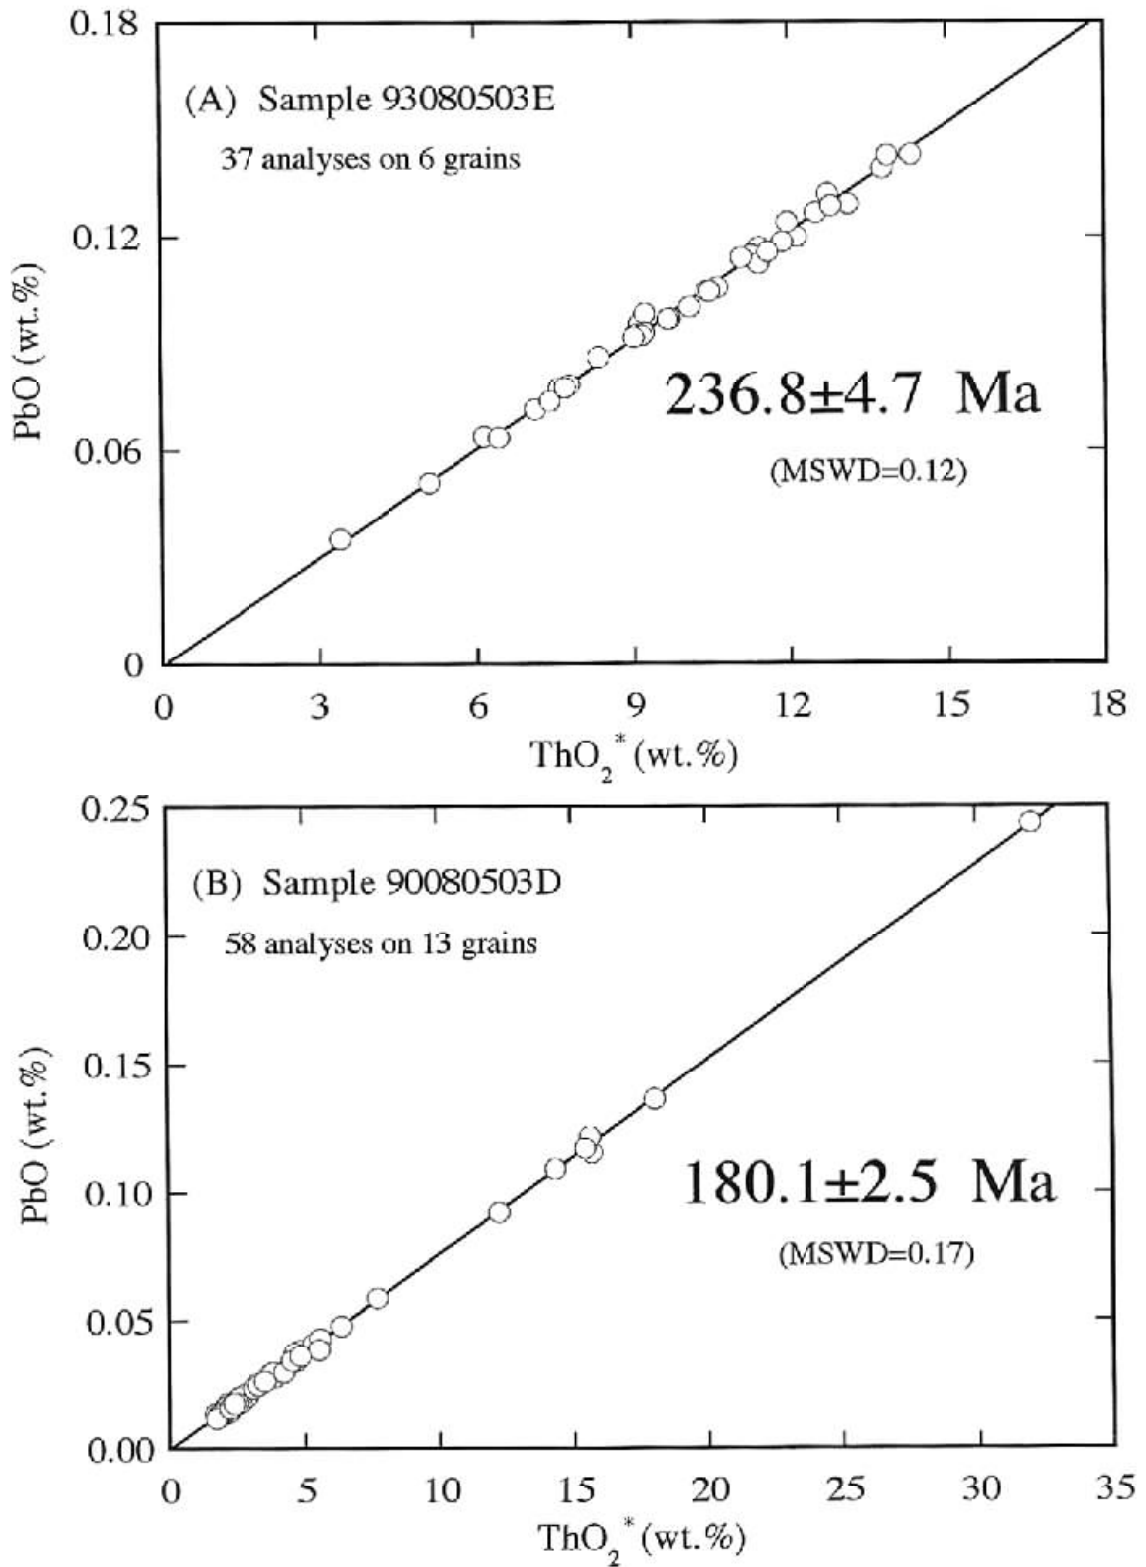 0.18
(A) Sample 93080503E
37 analyses on 6 grains
0.12
PbO (wt.%)
236.8±4.7 Ma
0.06
(MSWD=0.12)
0
0 3 6 9 12 15 18
ThO2* (wt.%)
0.25
(B) Sample 90080503D
0.20
58 analyses on 13 grains
0.15
PbO (wt.%)
180.1±2.5 Ma
0.10
(MSWD=0.17)
0.05
0.00
0 5 10 15 20 25 30 35
ThO2* (wt.%)